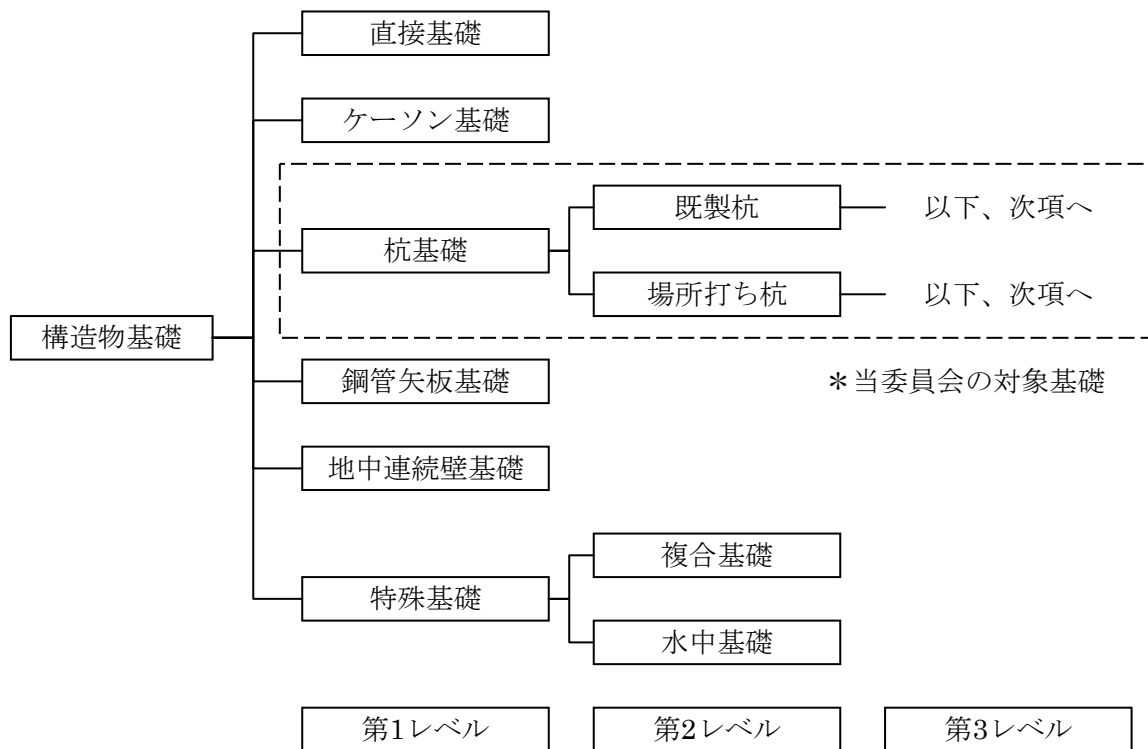 直接基礎
ケーソン基礎
既製杭 以下、次項へ
杭基礎
場所打ち杭 以下、次項へ
構造物基礎
鋼管矢板基礎 ＊当委員会の対象基礎
地中連続壁基礎
複合基礎
特殊基礎
水中基礎
第1レベル 第2レベル 第3レベル